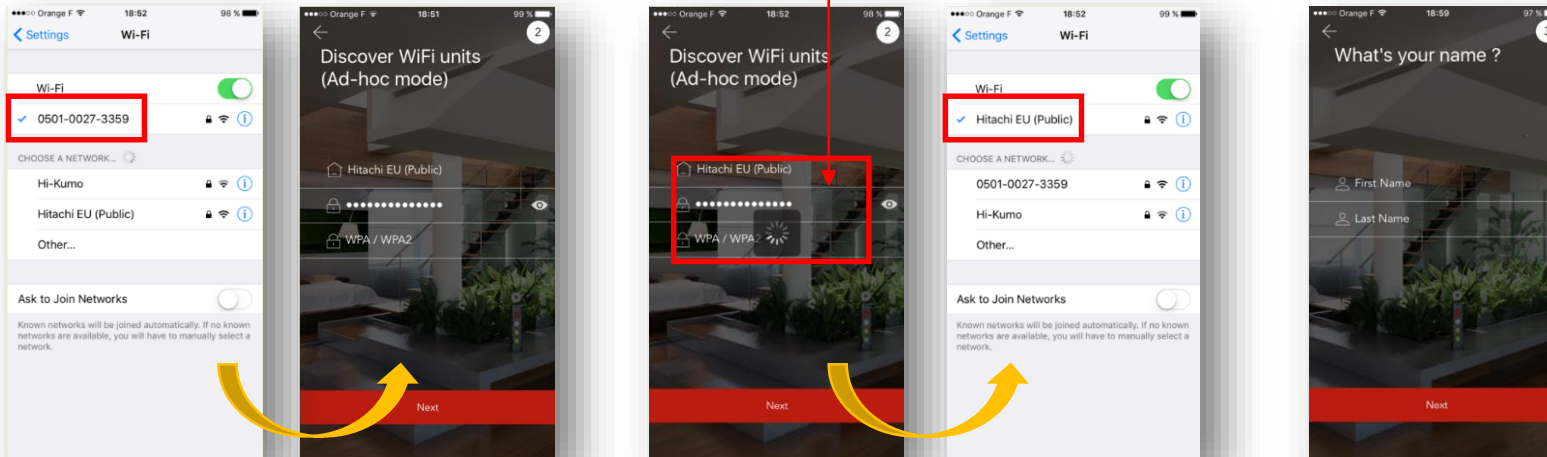 ●●●○○ Orange F 18:52 98 %
Settings Wi-Fi
Wi-Fi
0501-0027-3359
CHOOSE A NETWORK...
Hi-Kumo
Hitachi EU (Public)
Other...
Ask to Join Networks
Known networks will be joined automatically. If no known
networks are available, you will have to manually select a
network.
●●●○○ Orange F 18:51 99 %
2
Discover WiFi units
(Ad-hoc mode)
Hitachi EU (Public)
●●●●●●●●●●●●●●
WPA / WPA2
Next
●●●○○ Orange F 18:52 98 %
2
Discover WiFi units
(Ad-hoc mode)
Hitachi EU (Public)
●●●●●●●●●●●●●●
WPA / WPA2
Next
●●●○○ Orange F 18:52 99 %
Settings Wi-Fi
Wi-Fi
Hitachi EU (Public)
CHOOSE A NETWORK...
0501-0027-3359
Hi-Kumo
Other...
Ask to Join Networks
Known networks will be joined automatically. If no known
networks are available, you will have to manually select a
network.
●●●○○ Orange F 18:59 97 %
3
What's your name ?
First Name
Last Name
Next